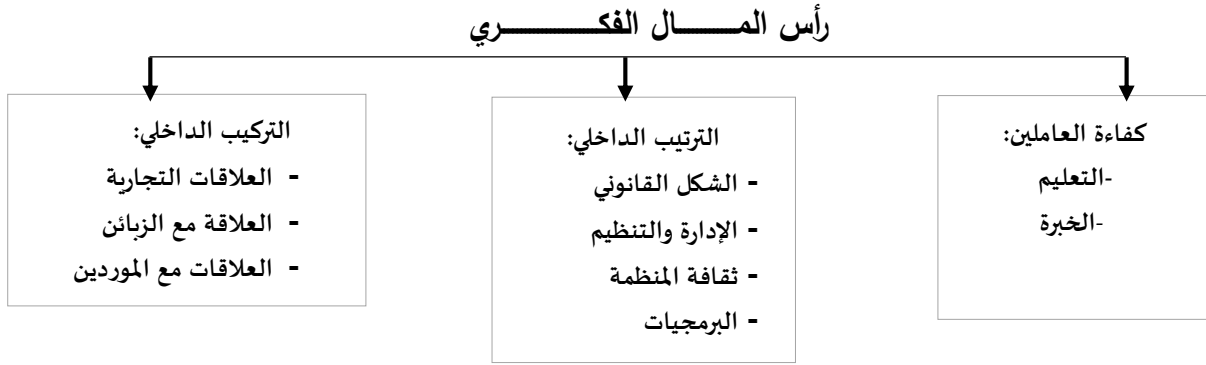 رأس المـــــال الفكــــــــــــري
كفاءة العاملين:
-التعليم
-الخبرة
الترتيب الداخلي:
- الشكل القانوني
- الإدارة والتنظيم
- ثقافة المنظمة
- البرمجيات
التركيب الداخلي:
- العلاقات التجارية
- العلاقة مع الزبائن
- العلاقات مع الموردين